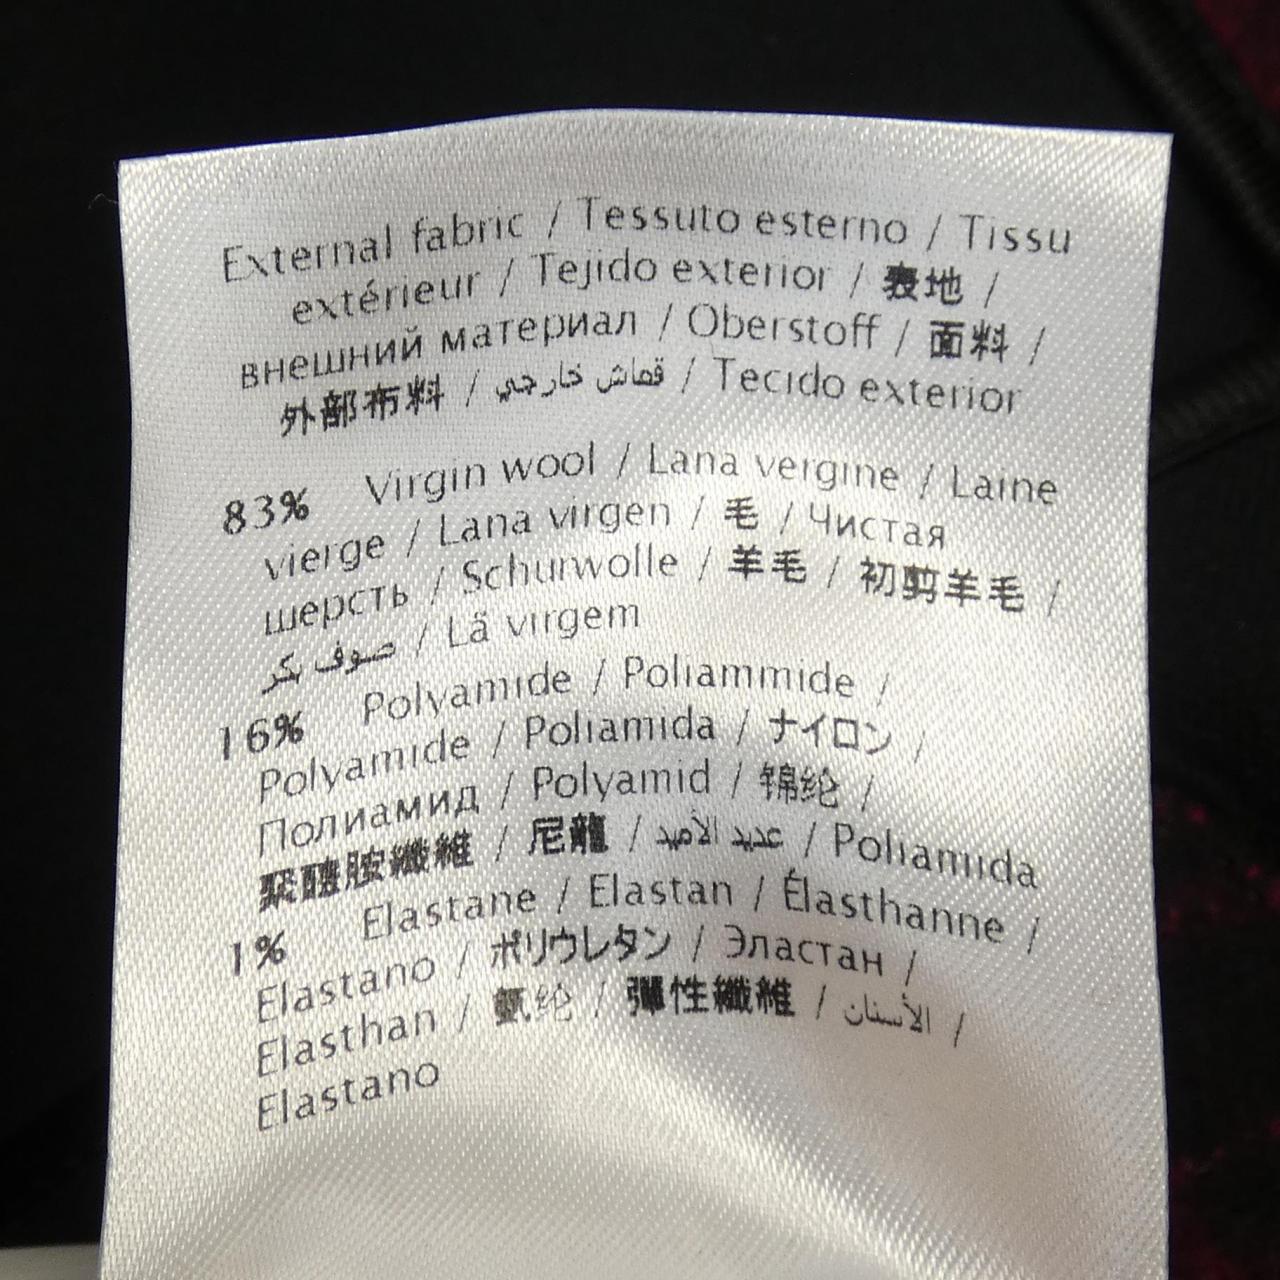 External fabric / Tessuto esterno / Tissu
extérieur / Tejido exterior / 表地 /
внешний материал / Oberstoff / 面料 /
外部布料 / قماش خارجي / Tecido exterior
83% Virgin wool / Lana vergine / Laine
vierge / Lana virgen / 毛 / Чистая
шерсть / Schurwolle / 羊毛 / 初剪羊毛 /
صوف بكر / Lã virgem
16% Polyamide / Poliammide /
Polyamide / Poliamida / ナイロン /
Полиамид / Polyamid / 锦纶 /
聚醯胺纖維 / 尼龍 / عديد الأميد / Poliamida
1% Elastane / Elastan / Élasthanne /
Elastano / ポリウレタン / Эластан /
Elasthan / 氨纶 / 彈性纖維 / الأستان /
Elastano